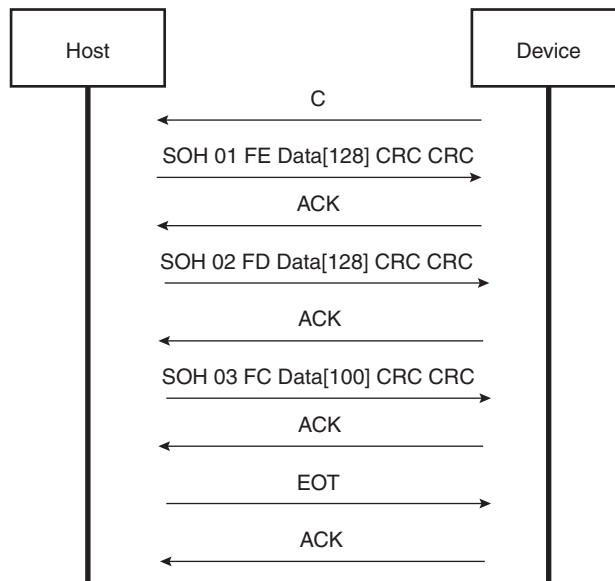 Host
Device
C
SOH 01 FE Data[128] CRC CRC
ACK
SOH 02 FD Data[128] CRC CRC
ACK
SOH 03 FC Data[100] CRC CRC
ACK
EOT
ACK